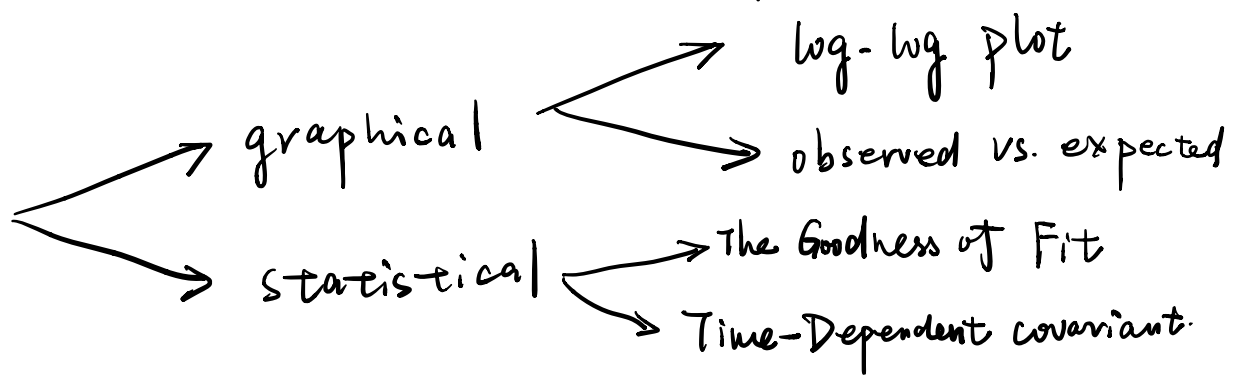 log-log plot
graphical
observed vs. expected
The Goodness of Fit
statistical
Time-Dependent covariant.